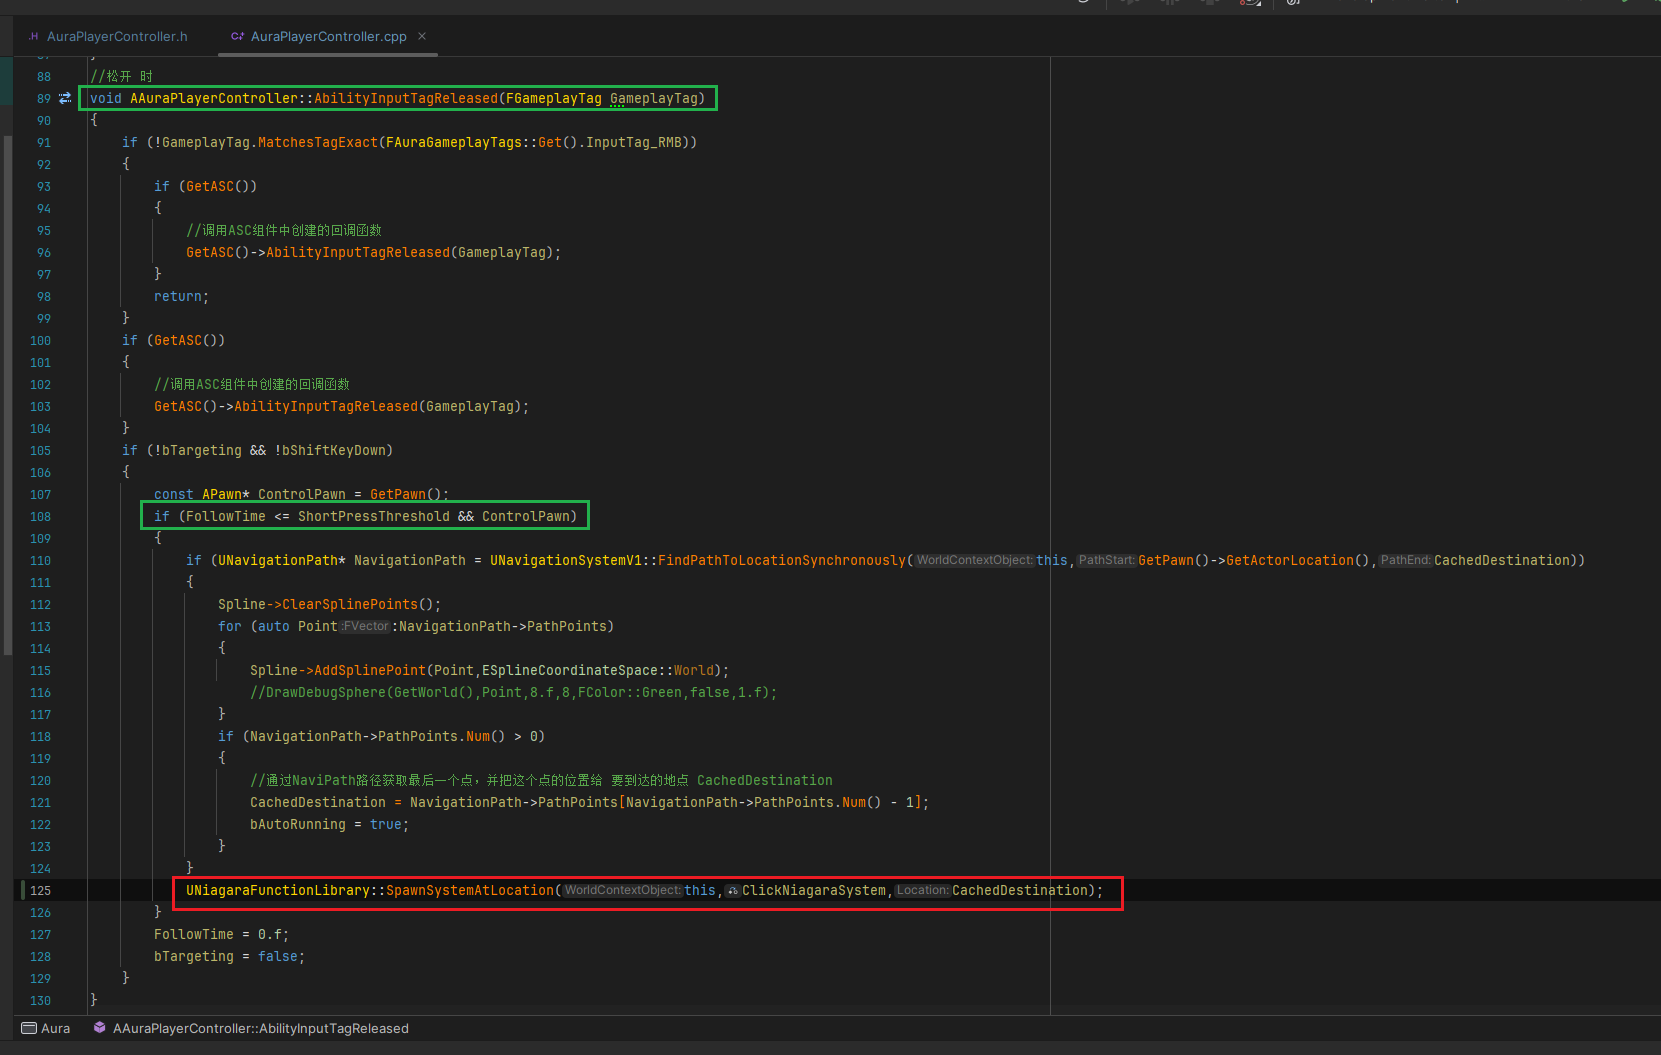 AuraPlayerController.h
AuraPlayerController.cpp
88 //松开 时
89 void AAuraPlayerController::AbilityInputTagReleased(FGameplayTag GameplayTag)
90 {
91 if (!GameplayTag.MatchesTagExact(FAuraGameplayTags::Get().InputTag_RMB))
92 {
93 if (GetASC())
94 {
95 //调用ASC组件中创建的回调函数
96 GetASC()->AbilityInputTagReleased(GameplayTag);
97 }
98 return;
99 }
100 if (GetASC())
101 {
102 //调用ASC组件中创建的回调函数
103 GetASC()->AbilityInputTagReleased(GameplayTag);
104 }
105 if (!bTargeting && !bShiftKeyDown)
106 {
107 const APawn* ControlPawn = GetPawn();
108 if (FollowTime <= ShortPressThreshold && ControlPawn)
109 {
110 if (UNavigationPath* NavigationPath = UNavigationSystemV1::FindPathToLocationSynchronously(WorldContextObject:this,PathStart:GetPawn()->GetActorLocation(),PathEnd:CachedDestination))
111 {
112 Spline->ClearSplinePoints();
113 for (auto Point:FVector:NavigationPath->PathPoints)
114 {
115 Spline->AddSplinePoint(Point,ESplineCoordinateSpace::World);
116 //DrawDebugSphere(GetWorld(),Point,8.f,8,FColor::Green,false,1.f);
117 }
118 if (NavigationPath->PathPoints.Num() > 0)
119 {
120 //通过NaviPath路径获取最后一个点，并把这个点的位置给 要到达的地点 CachedDestination
121 CachedDestination = NavigationPath->PathPoints[NavigationPath->PathPoints.Num() - 1];
122 bAutoRunning = true;
123 }
124 }
125 UNiagaraFunctionLibrary::SpawnSystemAtLocation(WorldContextObject:this,ClickNiagaraSystem,Location:CachedDestination);
126 }
127 FollowTime = 0.f;
128 bTargeting = false;
129 }
130 }
Aura AAuraPlayerController::AbilityInputTagReleased